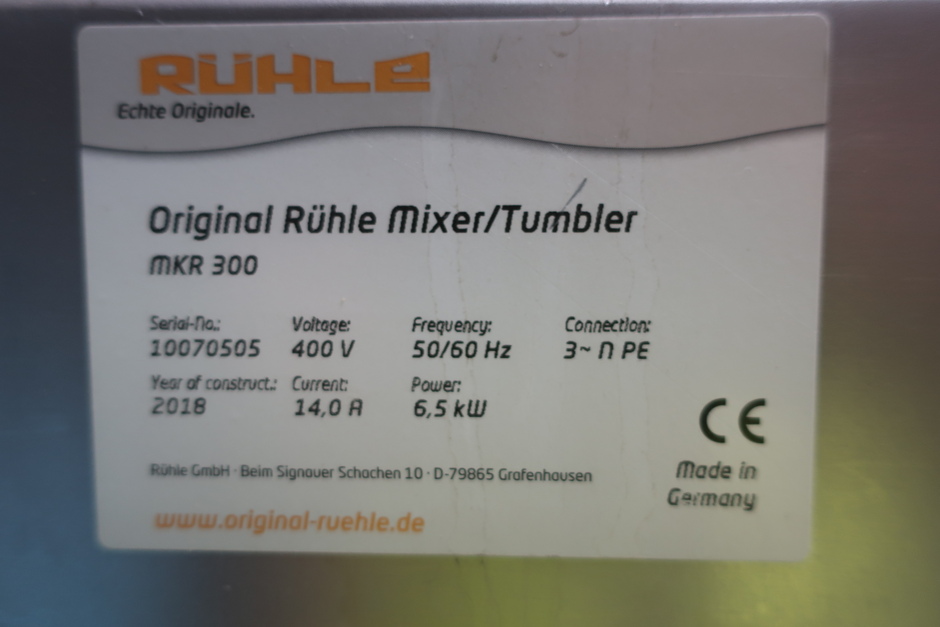 RÜHLE
Echte Originale.
Original Rühle Mixer/Tumbler
MKR 300
Serial-No.: Voltage: Frequency: Connection:
10070505 400 V 50/60 Hz 3~ N PE
Year of construct.: Current: Power:
2018 14,0 A 6,5 kW
CE
Rühle GmbH · Beim Signauer Schachen 10 · D-79865 Grafenhausen
Made in
Germany
www.original-ruehle.de